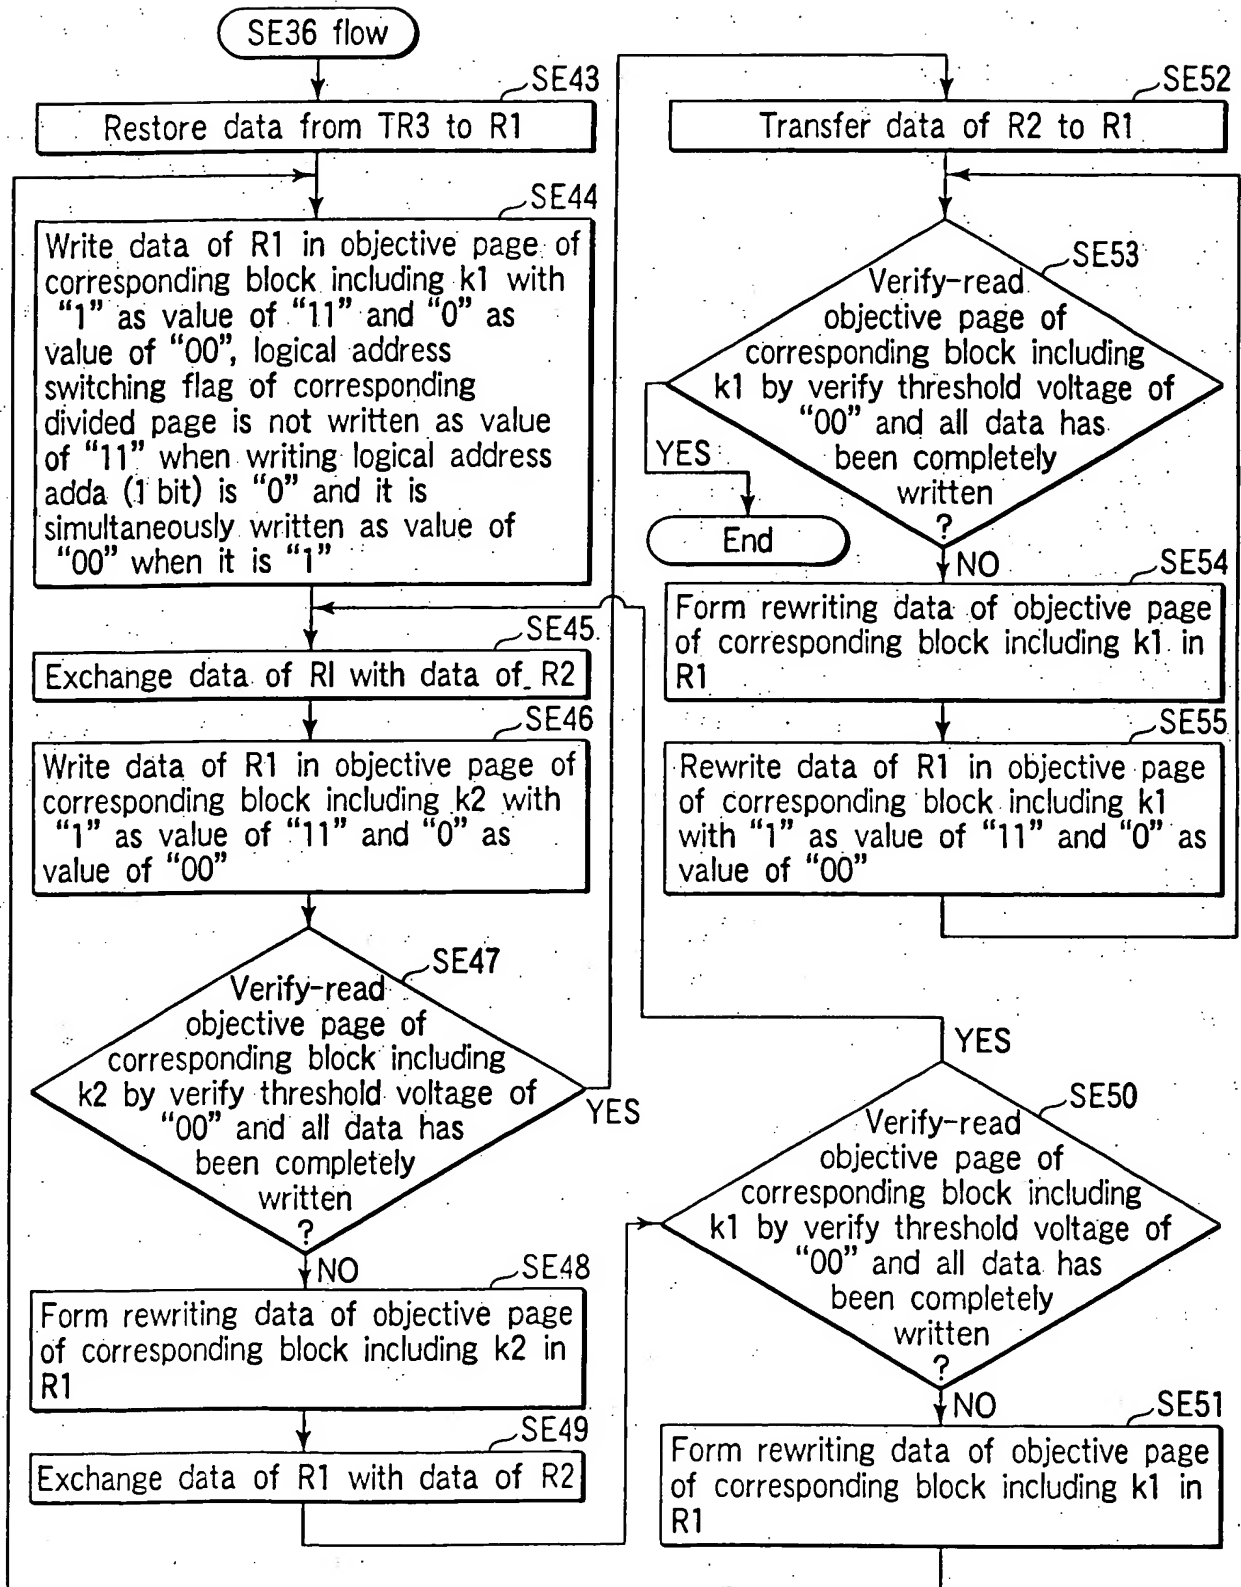 SE36 flow
SE43
Restore data from TR3 to R1
SE44
Write data of R1 in objective page of
corresponding block including k1 with
“1” as value of “11” and “0” as
value of “00”, logical address
switching flag of corresponding
divided page is not written as value
of “11” when writing logical address
adda (1 bit) is “0” and it is
simultaneously written as value of
“00” when it is “1”
SE45
Exchange data of RI with data of R2
SE46
Write data of R1 in objective page of
corresponding block including k2 with
“1” as value of “11” and “0” as
value of “00”
SE47
Verify-read
objective page of
corresponding block including
k2 by verify threshold voltage of
“00” and all data has
been completely
written
?
YES
NO
SE48
Form rewriting data of objective page
of corresponding block including k2 in
R1
SE49
Exchange data of R1 with data of R2
SE52
Transfer data of R2 to R1
SE53
Verify-read
objective page of
corresponding block including
k1 by verify threshold voltage of
“00” and all data has
been completely
written
?
YES
End
NO
SE54
Form rewriting data of objective page
of corresponding block including k1 in
R1
SE55
Rewrite data of R1 in objective page
of corresponding block including k1
with “1” as value of “11” and “0” as
value of “00”
YES
SE50
Verify-read
objective page of
corresponding block including
k1 by verify threshold voltage of
“00” and all data has
been completely
written
?
NO
SE51
Form rewriting data of objective page
of corresponding block including k1 in
R1